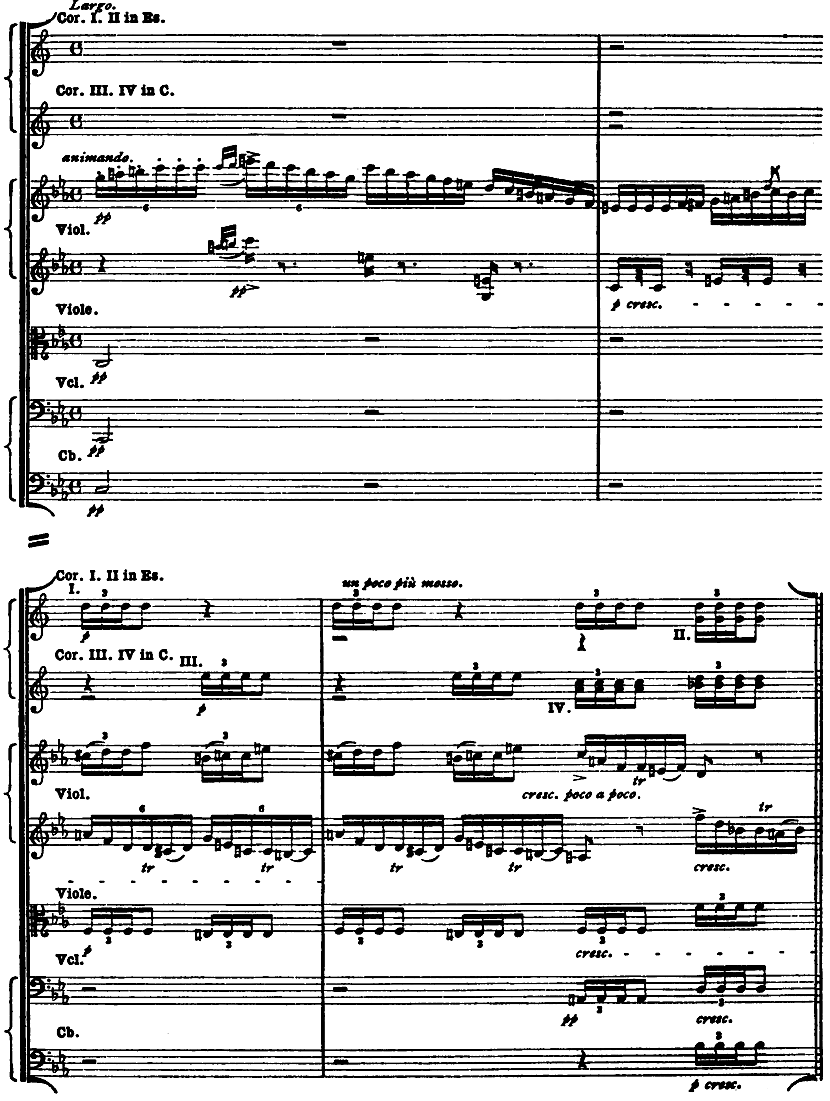 Largo.
Cor. I. II in Es.
Cor. III. IV in C.
animando.
pp
6 6
Viol.
pp
p cresc.
Viole.
pp
Vcl.
pp
Cb.
pp
Cor. I. II in Es.
un poco più mosso.
I.
3 3 3 3
p
II.
Cor. III. IV in C.
III.
3 3 3 3
p
IV.
3 3
Viol.
tr
cresc. poco a poco.
6 6
tr
tr tr tr tr
cresc.
Viole.
3
p
3 3 3 3 3
Vcl.
cresc.
3 3
pp
cresc.
Cb.
3
p cresc.